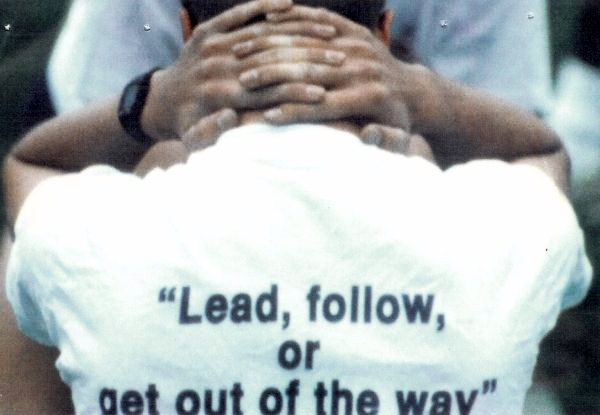 “Lead, follow,
or
get out of the way”